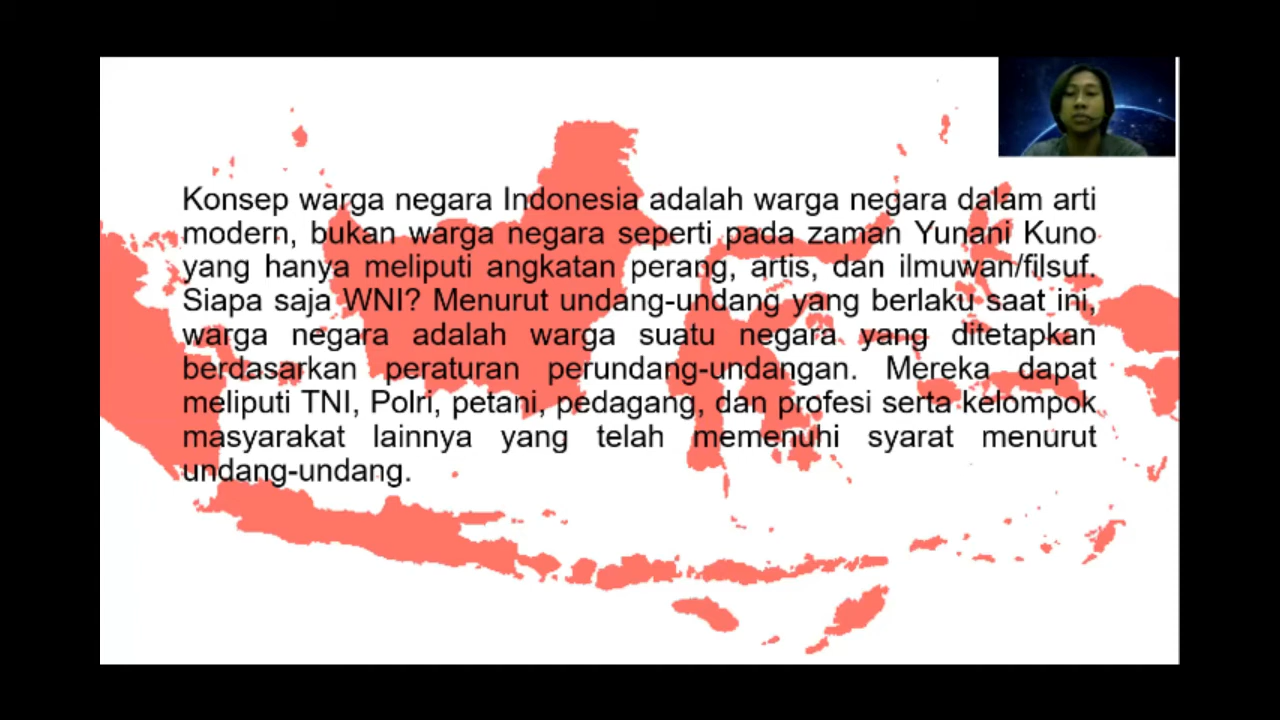 Konsep warga negara Indonesia adalah warga negara dalam arti
modern, bukan warga negara seperti pada zaman Yunani Kuno
yang hanya meliputi angkatan perang, artis, dan ilmuwan/filsuf.
Siapa saja WNI? Menurut undang-undang yang berlaku saat ini,
warga negara adalah warga suatu negara yang ditetapkan
berdasarkan peraturan perundang-undangan. Mereka dapat
meliputi TNI, Polri, petani, pedagang, dan profesi serta kelompok
masyarakat lainnya yang telah memenuhi syarat menurut
undang-undang.